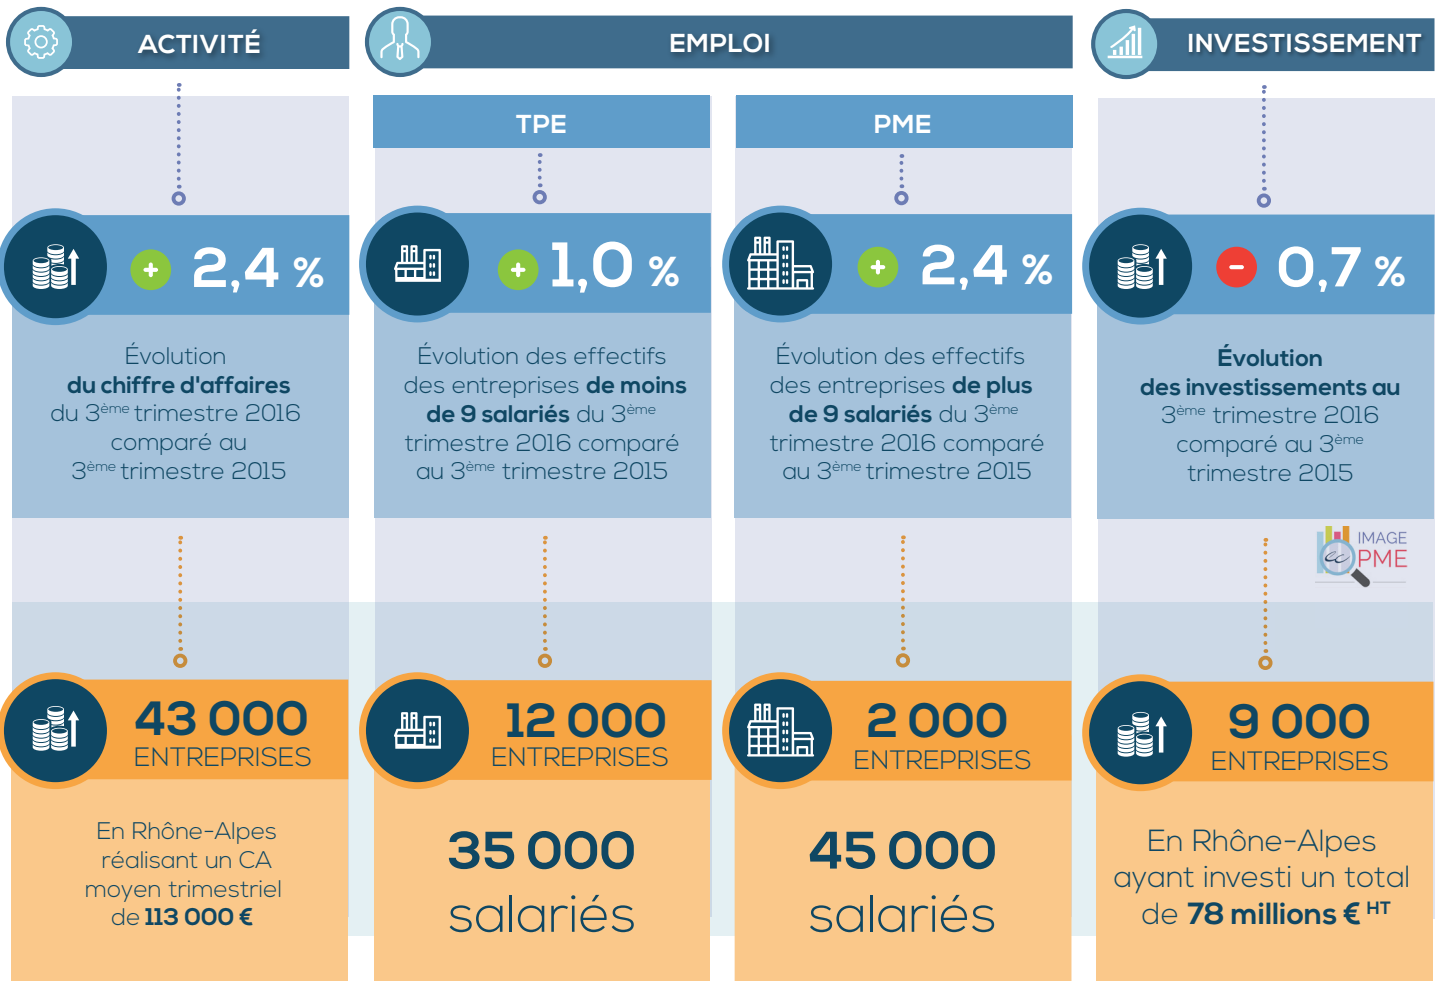 ACTIVITÉ
EMPLOI
INVESTISSEMENT
TPE
PME
+ 2,4 %
+ 1,0 %
+ 2,4 %
- 0,7 %
Évolution
du chiffre d'affaires
du 3ème trimestre 2016
comparé au
3ème trimestre 2015
Évolution des effectifs
des entreprises de moins
de 9 salariés du 3ème
trimestre 2016 comparé
au 3ème trimestre 2015
Évolution des effectifs
des entreprises de plus
de 9 salariés du 3ème
trimestre 2016 comparé
au 3ème trimestre 2015
Évolution
des investissements au
3ème trimestre 2016
comparé au 3ème
trimestre 2015
IMAGE
ec PME
43 000
ENTREPRISES
En Rhône-Alpes
réalisant un CA
moyen trimestriel
de 113 000 €
12 000
ENTREPRISES
35 000
salariés
2 000
ENTREPRISES
45 000
salariés
9 000
ENTREPRISES
En Rhône-Alpes
ayant investi un total
de 78 millions € HT